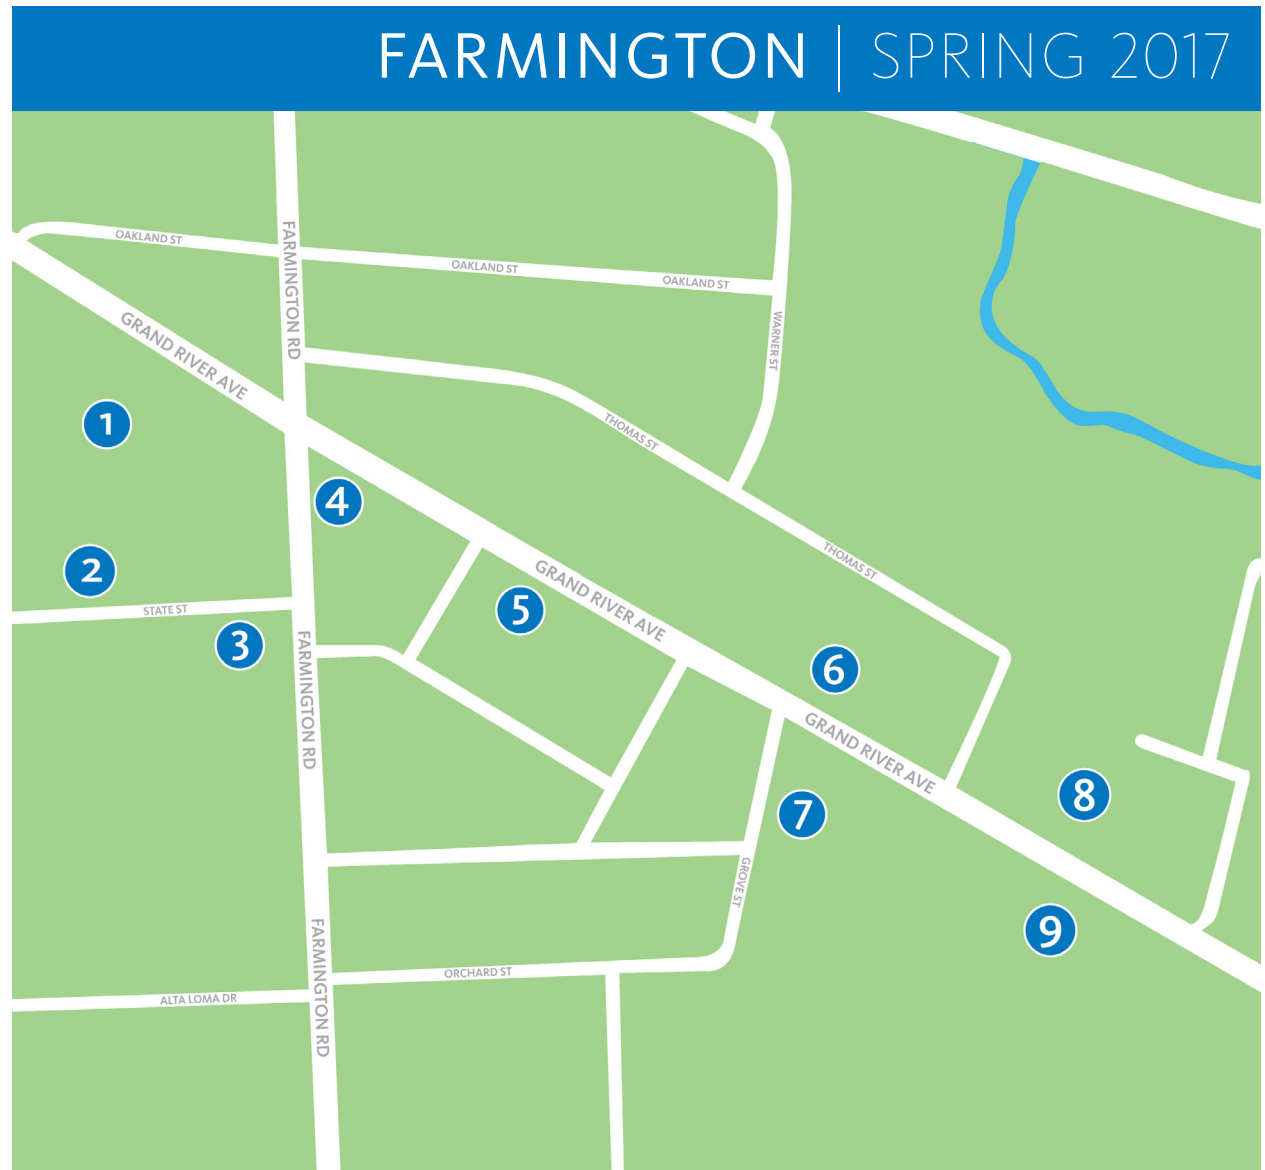 FARMINGTON | SPRING 2017
OAKLAND ST
FARMINGTON RD
OAKLAND ST
OAKLAND ST
GRAND RIVER AVE
WARNER ST
1
THOMAS ST
4
2
THOMAS ST
GRAND RIVER AVE
5
STATE ST
3
FARMINGTON RD
6
GRAND RIVER AVE
8
7
GROVE ST
9
FARMINGTON RD
ORCHARD ST
ALTA LOMA DR